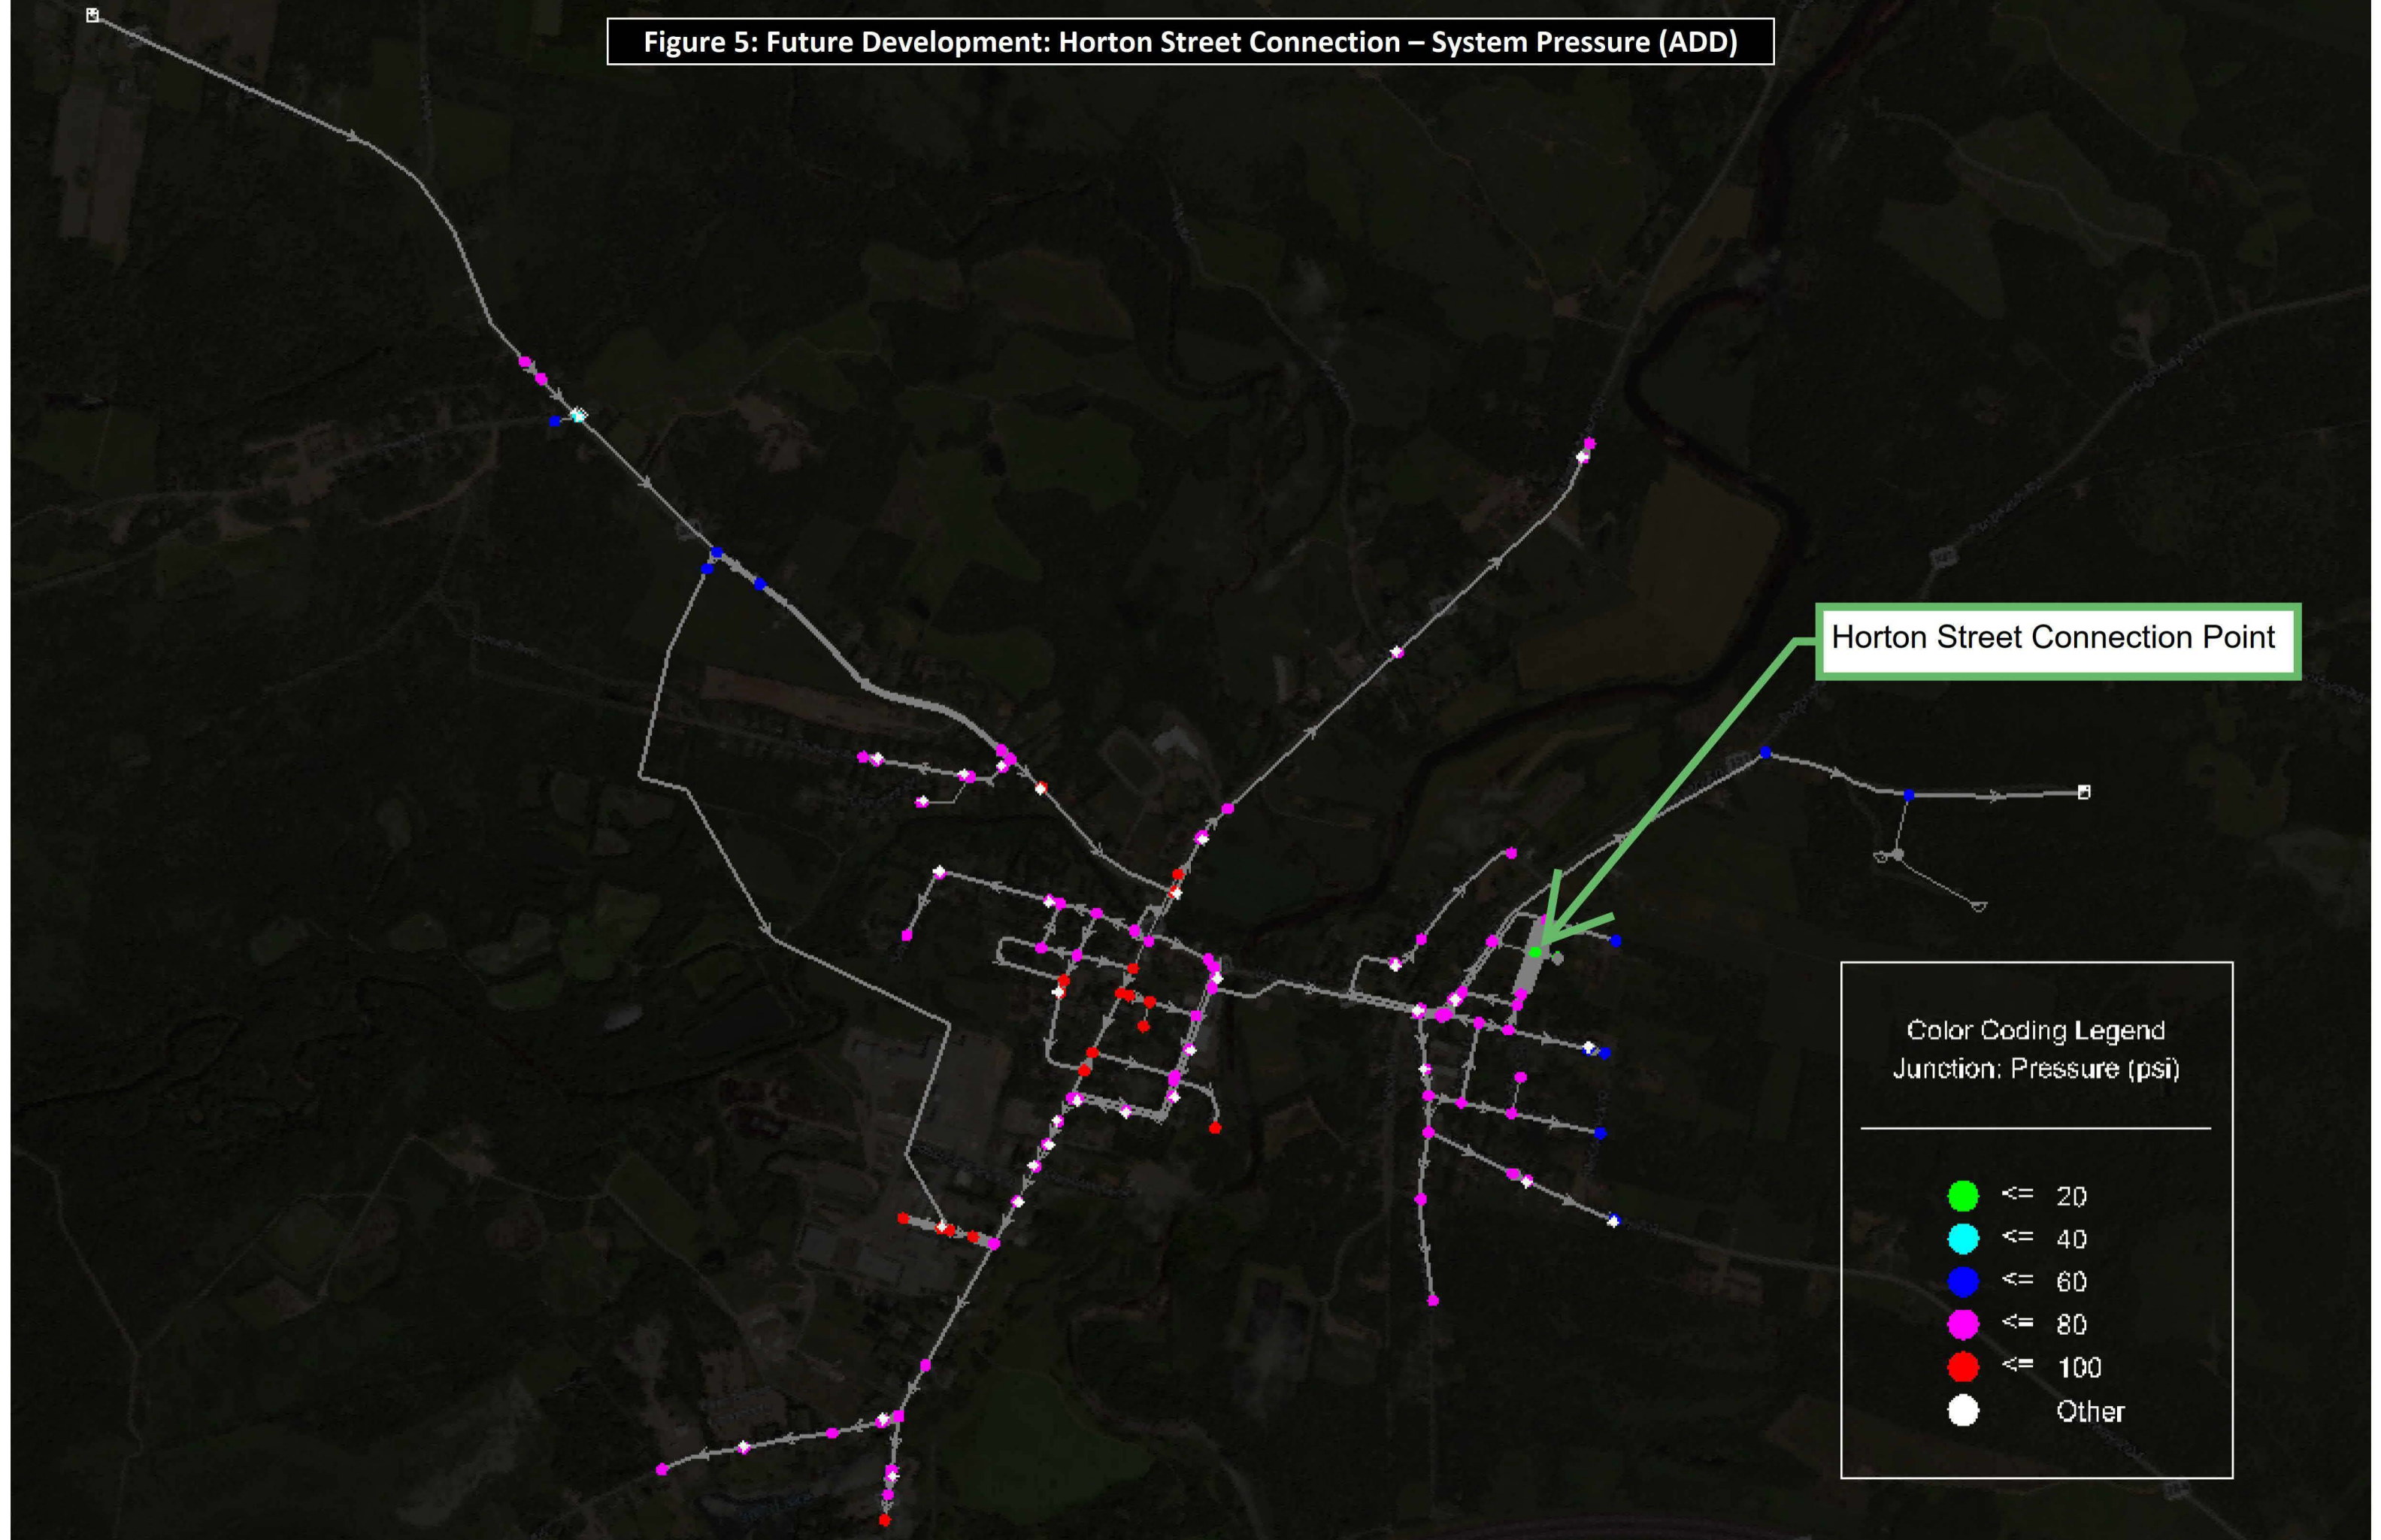 Figure 5: Future Development: Horton Street Connection – System Pressure (ADD)
Horton Street Connection Point
Color Coding Legend
Junction: Pressure (psi)
<= 20
<= 40
<= 60
<= 80
<= 100
Other